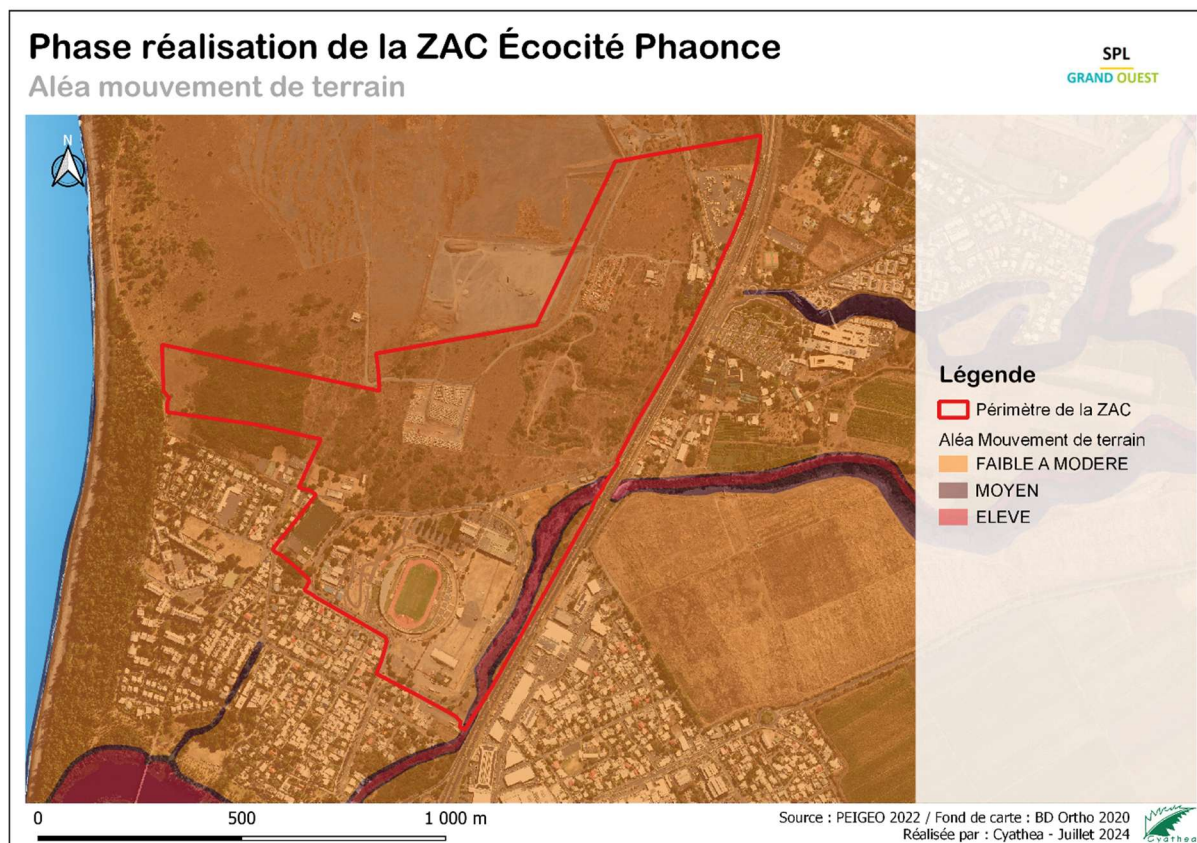 Phase réalisation de la ZAC Écocité Phaonce
Aléa mouvement de terrain
SPL
GRAND OUEST
N
Légende
Périmètre de la ZAC
Aléa Mouvement de terrain
FAIBLE A MODERE
MOYEN
ELEVE
0 500 1 000 m
Source : PEIGEO 2022 / Fond de carte : BD Ortho 2020
Réalisée par : Cyathea - Juillet 2024
Cyathea